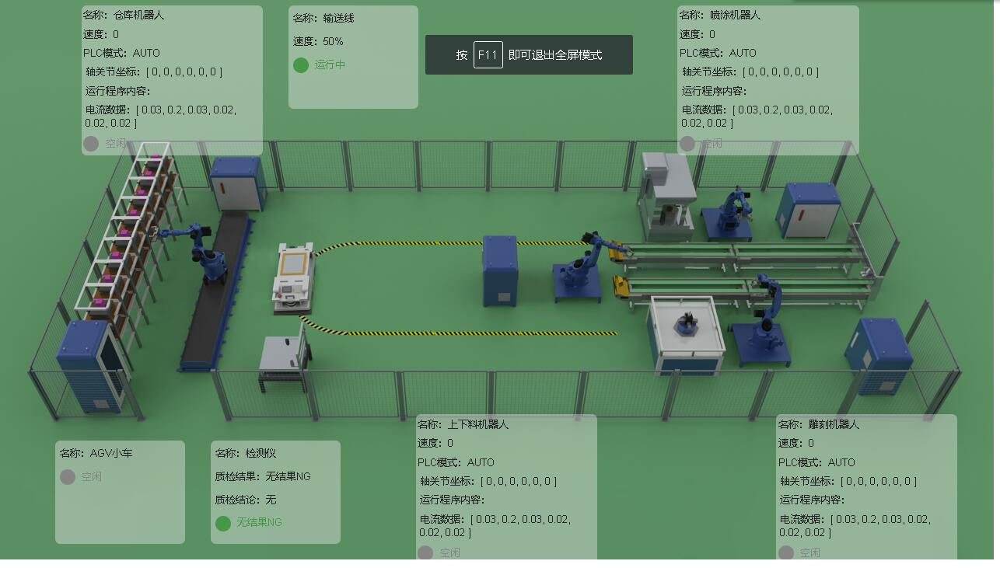 名称：仓库机器人
速度：0
PLC模式：AUTO
轴关节坐标：[ 0, 0, 0, 0, 0, 0 ]
运行程序内容：
电流数据：[ 0.03, 0.2, 0.03, 0.02,
0.02, 0.02 ]
空闲
名称：输送线
速度：50%
运行中
按 F11 即可退出全屏模式
名称：喷涂机器人
速度：0
PLC模式：AUTO
轴关节坐标：[ 0, 0, 0, 0, 0, 0 ]
运行程序内容：
电流数据：[ 0.03, 0.2, 0.03, 0.02,
0.02, 0.02 ]
空闲
名称：AGV小车
空闲
名称：检测仪
质检结果：无结果NG
质检结论：无
无结果NG
名称：上下料机器人
速度：0
PLC模式：AUTO
轴关节坐标：[ 0, 0, 0, 0, 0, 0 ]
运行程序内容：
电流数据：[ 0.03, 0.2, 0.03, 0.02,
0.02, 0.02 ]
空闲
名称：雕刻机器人
速度：0
PLC模式：AUTO
轴关节坐标：[ 0, 0, 0, 0, 0, 0 ]
运行程序内容：
电流数据：[ 0.03, 0.2, 0.03, 0.02,
0.02, 0.02 ]
空闲